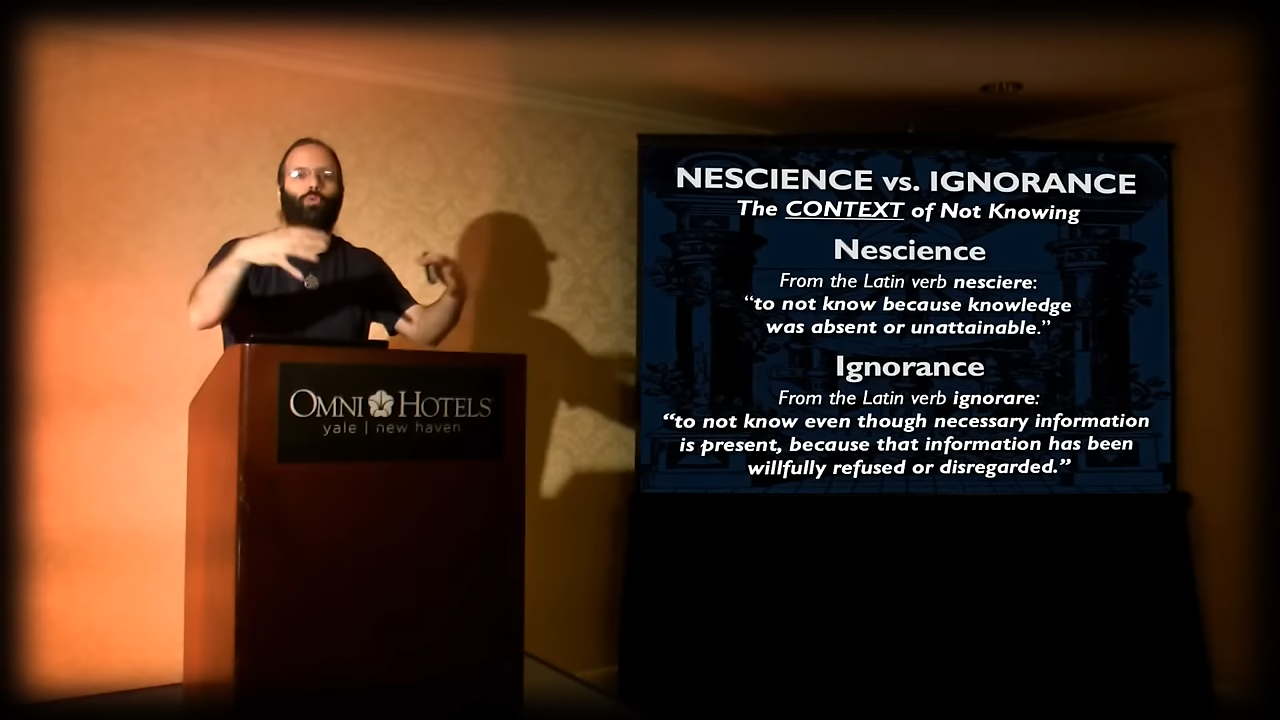 NESCIENCE vs. IGNORANCE
The CONTEXT of Not Knowing
Nescience
From the Latin verb nesciere:
“to not know because knowledge
was absent or unattainable.”
Ignorance
From the Latin verb ignorare:
“to not know even though necessary information
is present, because that information has been
willfully refused or disregarded.”
OMNI HOTELS
yale | new haven